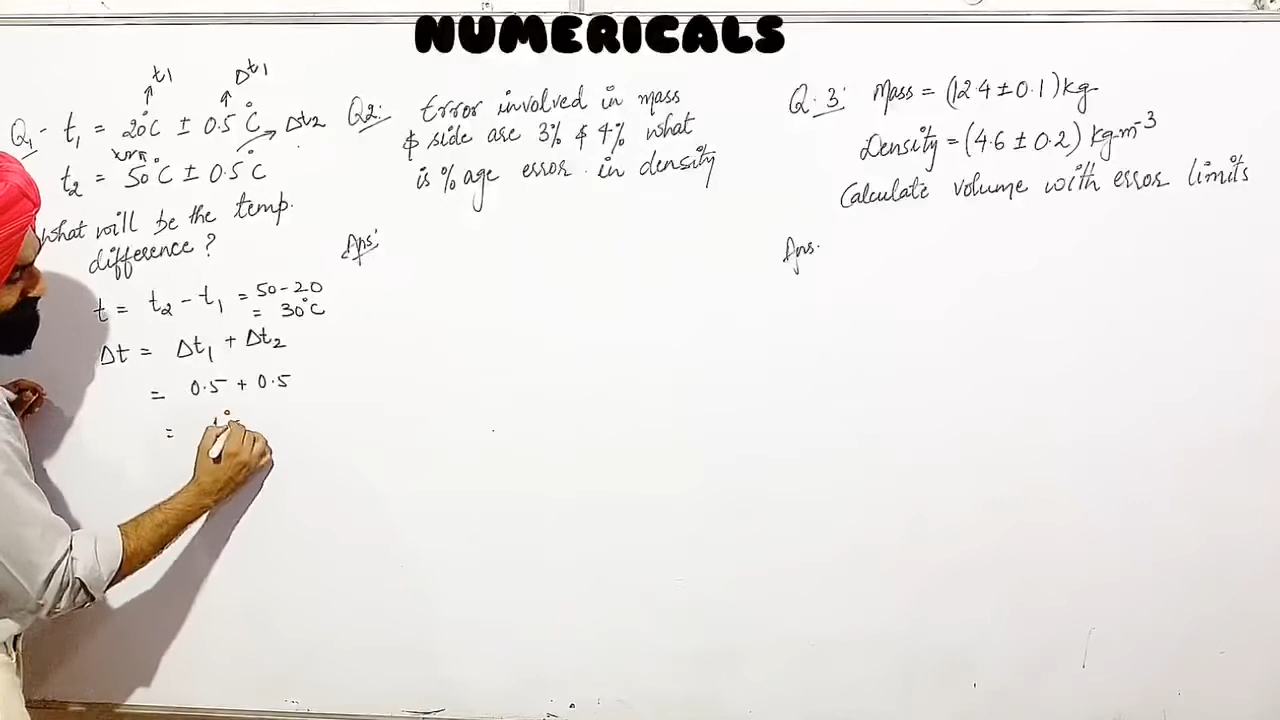 NUMERICALS
t1
Δt1
Q1 - t1 = 20°C ± 0.5°C
Δt2
t2 = 50°C ± 0.5°C
What will be the temp.
difference?
t = t2 - t1 = 50-20
= 30°C
Δt = Δt1 + Δt2
= 0.5 + 0.5
= 1°
Q2: Error involved in mass
& side are 3% & 4% what
is %age error in density
Ans:
Q.3: Mass = (12.4 ± 0.1) kg
Density = (4.6 ± 0.2) kg-m-3
Calculate volume with error limits
Ans.